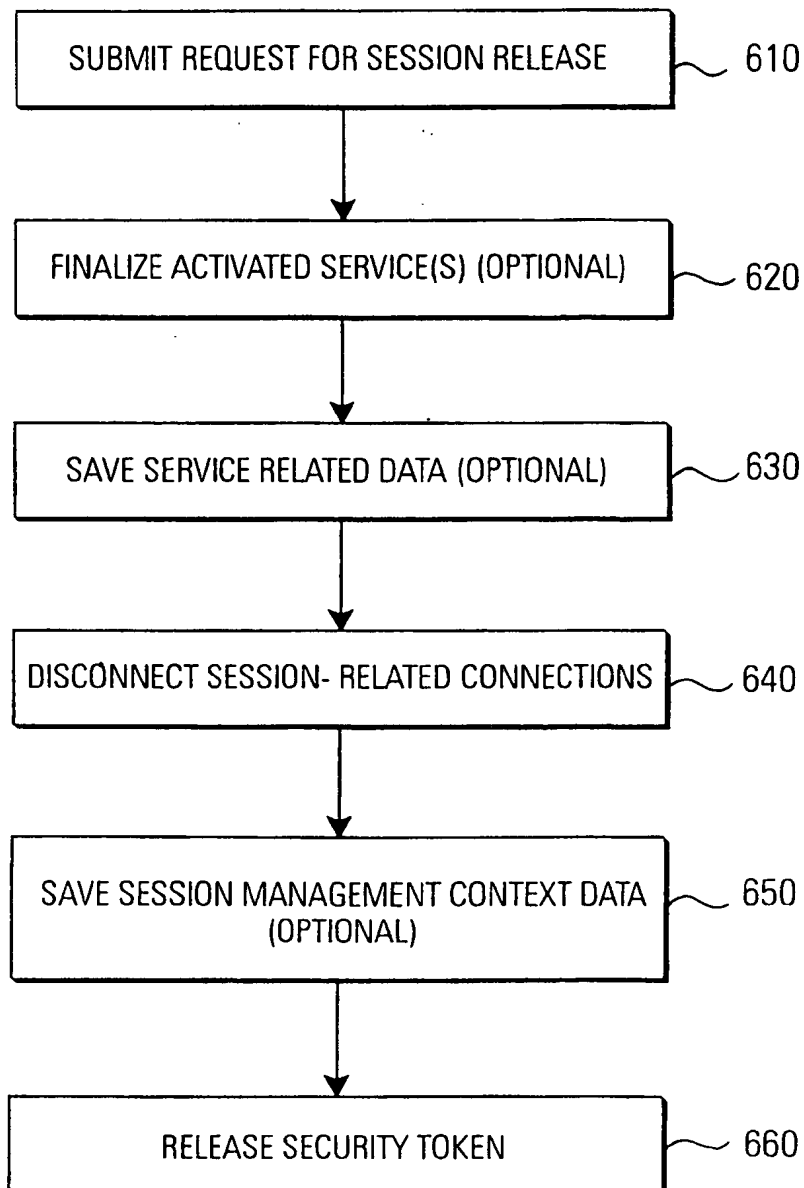 SUBMIT REQUEST FOR SESSION RELEASE
610
FINALIZE ACTIVATED SERVICE(S) (OPTIONAL)
620
SAVE SERVICE RELATED DATA (OPTIONAL)
630
DISCONNECT SESSION- RELATED CONNECTIONS
640
SAVE SESSION MANAGEMENT CONTEXT DATA
(OPTIONAL)
650
RELEASE SECURITY TOKEN
660